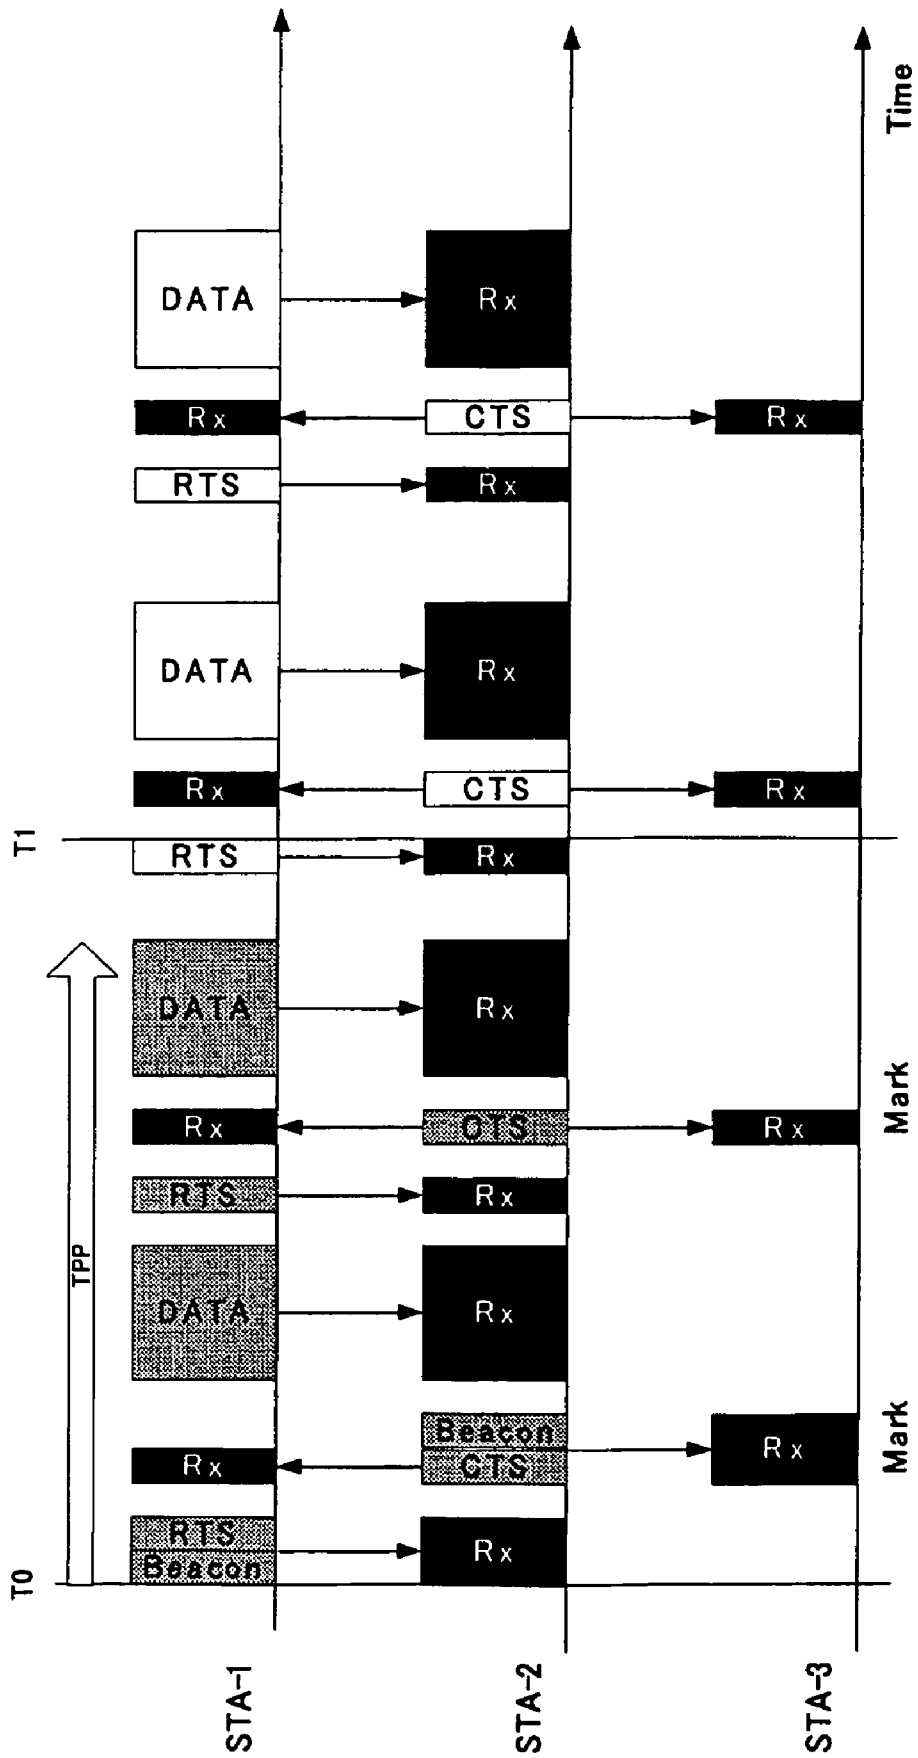 DATA
Rx
Rx
CTS
Rx
RTS
Rx
Time
DATA
Rx
Rx
CTS
Rx
T1
RTS
Rx
DATA
Rx
Rx
CTS
Rx
Mark
RTS
Rx
TPP
DATA
Rx
Beacon
Rx
CTS
Rx
Mark
RTS
Beacon
Rx
T0
STA-1
STA-2
STA-3